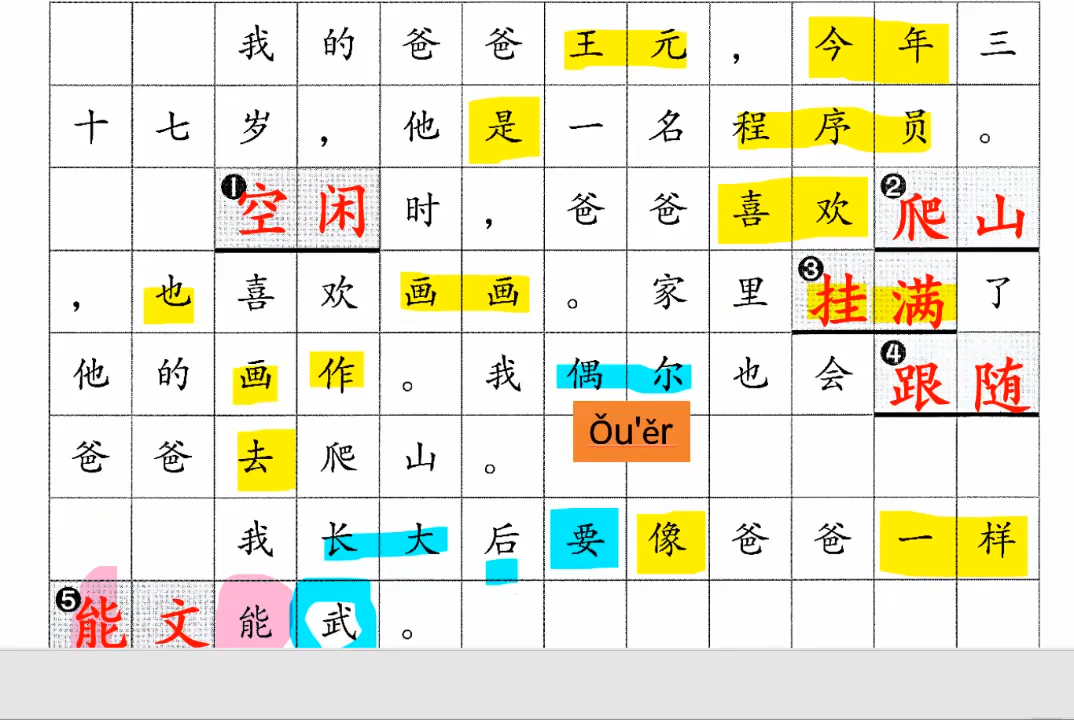 我的爸爸王元，今年三
十七岁，他是一名程序员。
❶空闲时，爸爸喜欢❷爬山
，也喜欢画画。家里❸挂满了
他的画作。我偶尔也会❹跟随
Ǒu'ěr
爸爸去爬山。
我长大后要像爸爸一样
❺能文能武。